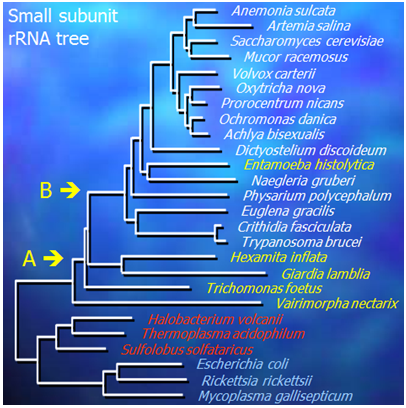 Small subunit
rRNA tree
Anemonia sulcata
Artemia salina
Saccharomyces cerevisiae
Mucor racemosus
Volvox carterii
Oxytricha nova
Prorocentrum nicans
Ochromonas danica
Achlya bisexualis
Dictyostelium discoideum
Entamoeba histolytica
Naegleria gruberi
B
Physarium polycephalum
Euglena gracilis
Crithidia fasciculata
Trypanosoma brucei
A
Hexamita inflata
Giardia lamblia
Trichomonas foetus
Vairimorpha nectarix
Halobacterium volcanii
Thermoplasma acidophilum
Sulfolobus solfataricus
Escherichia coli
Rickettsia rickettsii
Mycoplasma gallisepticum